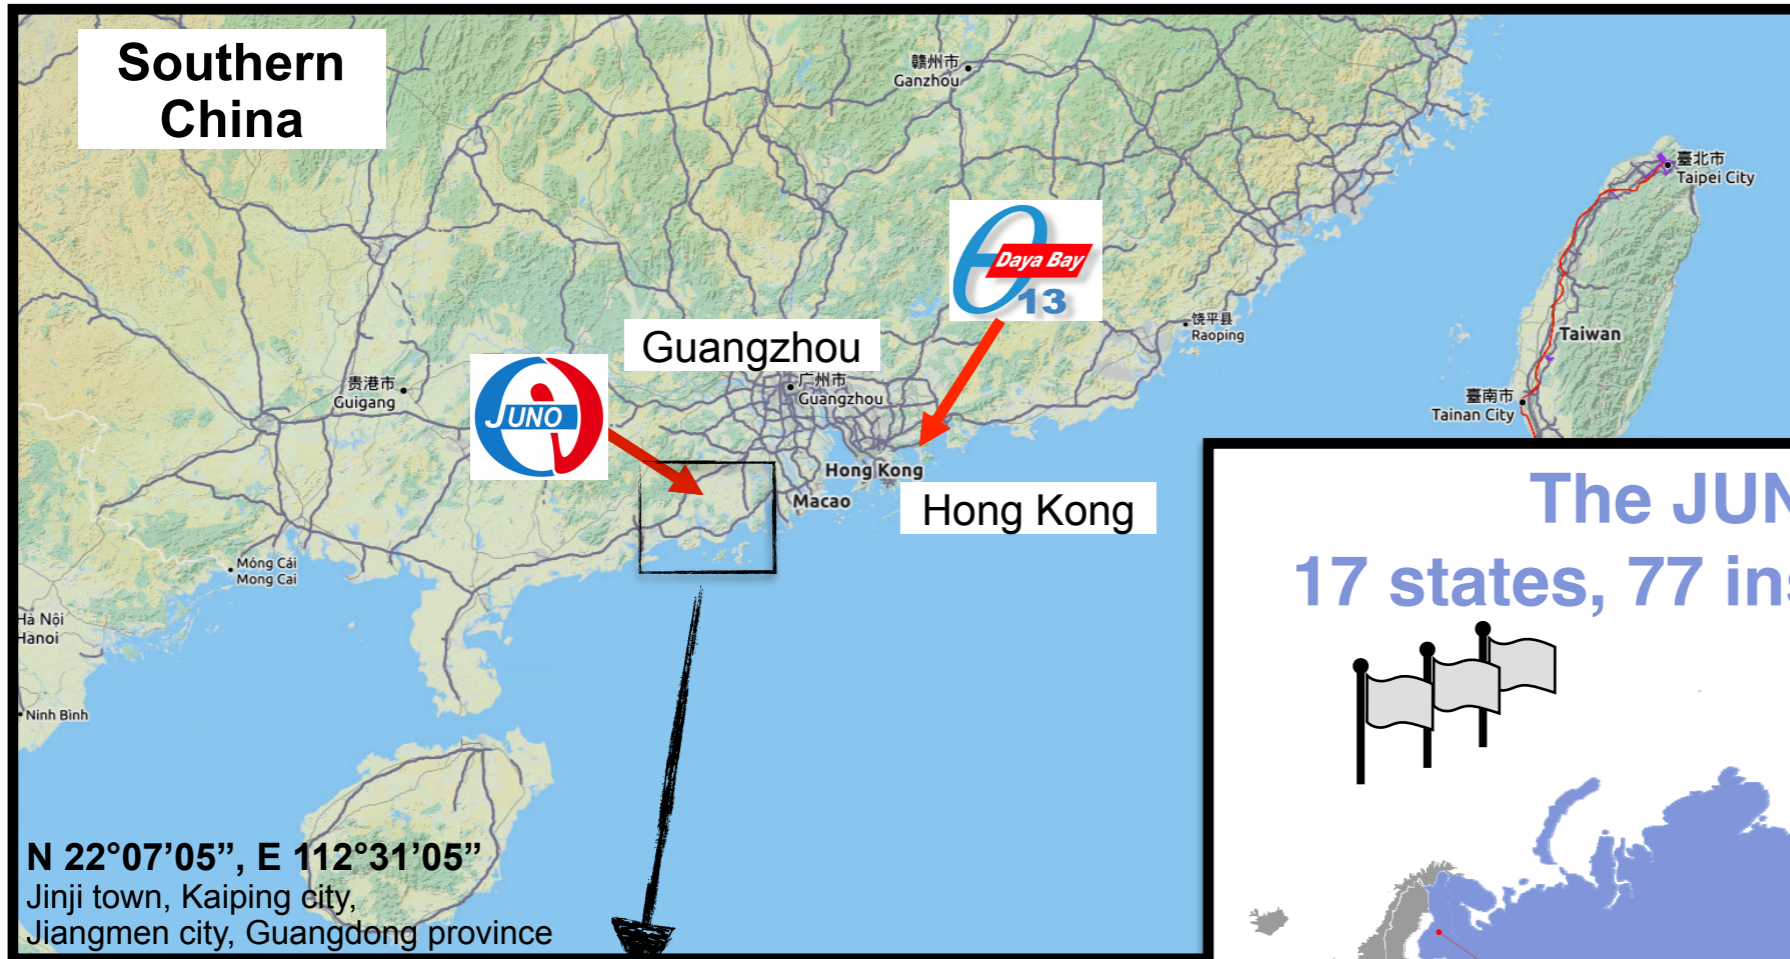 Southern
China
赣州市
Ganzhou
臺北市
Taipei City
Daya Bay
θ
13
饶平县
Raoping
Taiwan
Guangzhou
广州市
Guangzhou
贵港市
Guigang
JUNO
臺南市
Tainan City
Hong Kong
Macao
Hong Kong
The JUN
17 states, 77 ins
Móng Cái
Mong Cai
Hà Nội
Hanoi
Ninh Bình
N 22°07’05”, E 112°31’05”
Jinji town, Kaiping city,
Jiangmen city, Guangdong province